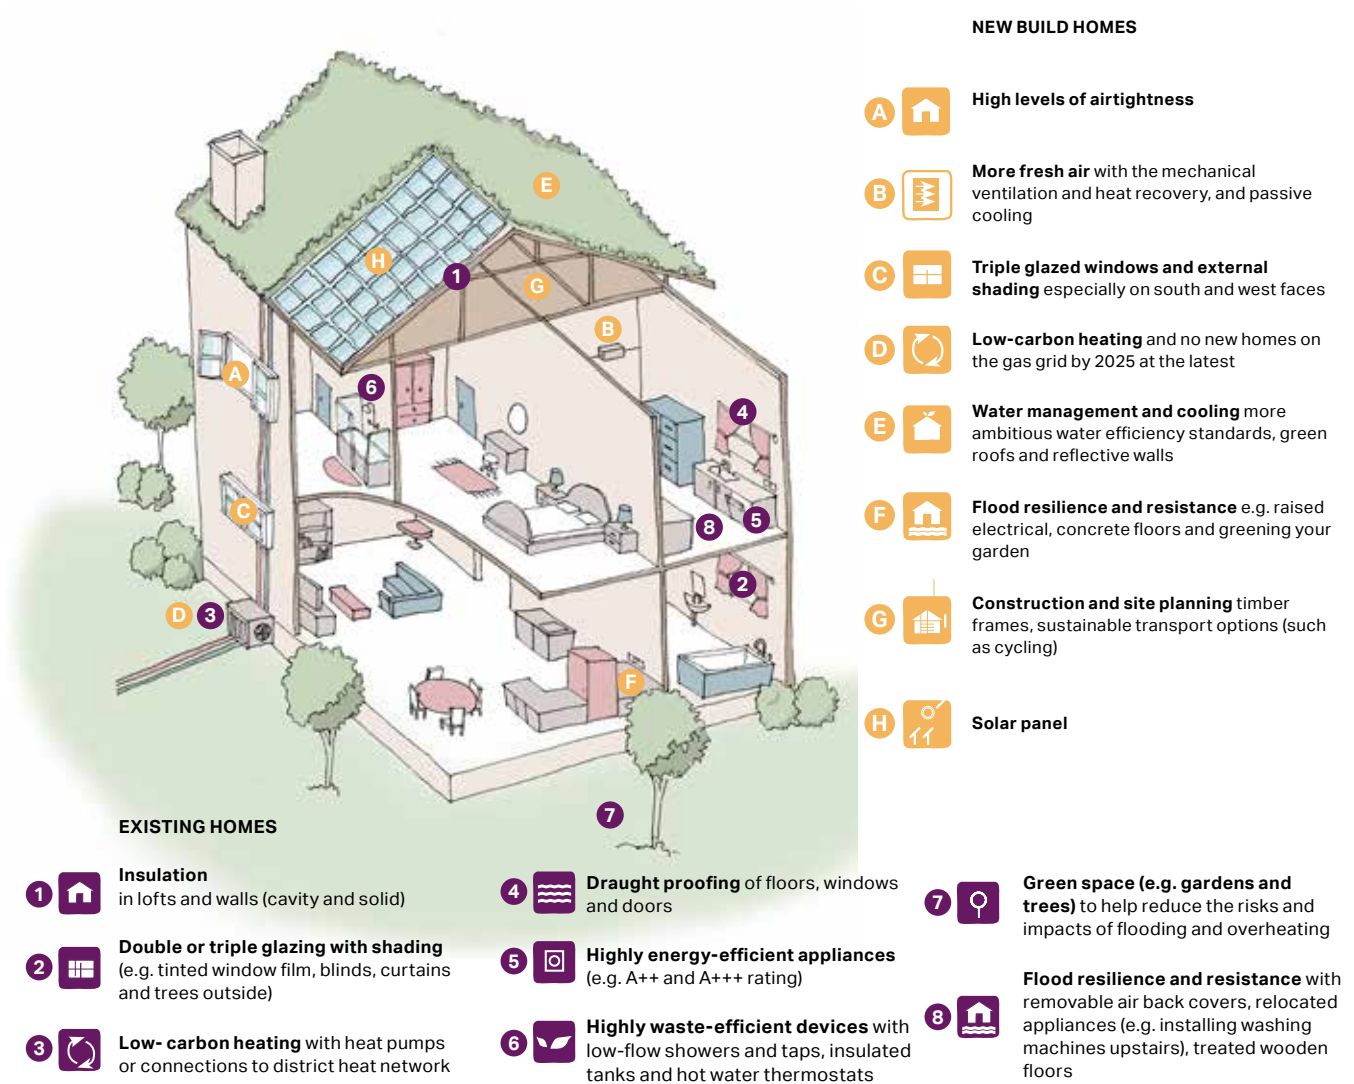 NEW BUILD HOMES
A
High levels of airtightness
B
More fresh air with the mechanical
ventilation and heat recovery, and passive
cooling
C
Triple glazed windows and external
shading especially on south and west faces
D
Low-carbon heating and no new homes on
the gas grid by 2025 at the latest
E
Water management and cooling more
ambitious water efficiency standards, green
roofs and reflective walls
F
Flood resilience and resistance e.g. raised
electrical, concrete floors and greening your
garden
G
Construction and site planning timber
frames, sustainable transport options (such
as cycling)
H
Solar panel
E
H
1
G
B
A
6
4
C
8
5
2
D 3
F
7
EXISTING HOMES
1
Insulation
in lofts and walls (cavity and solid)
2
Double or triple glazing with shading
(e.g. tinted window film, blinds, curtains
and trees outside)
3
Low- carbon heating with heat pumps
or connections to district heat network
4
Draught proofing of floors, windows
and doors
5
Highly energy-efficient appliances
(e.g. A++ and A+++ rating)
6
Highly waste-efficient devices with
low-flow showers and taps, insulated
tanks and hot water thermostats
7
Green space (e.g. gardens and
trees) to help reduce the risks and
impacts of flooding and overheating
8
Flood resilience and resistance with
removable air back covers, relocated
appliances (e.g. installing washing
machines upstairs), treated wooden
floors